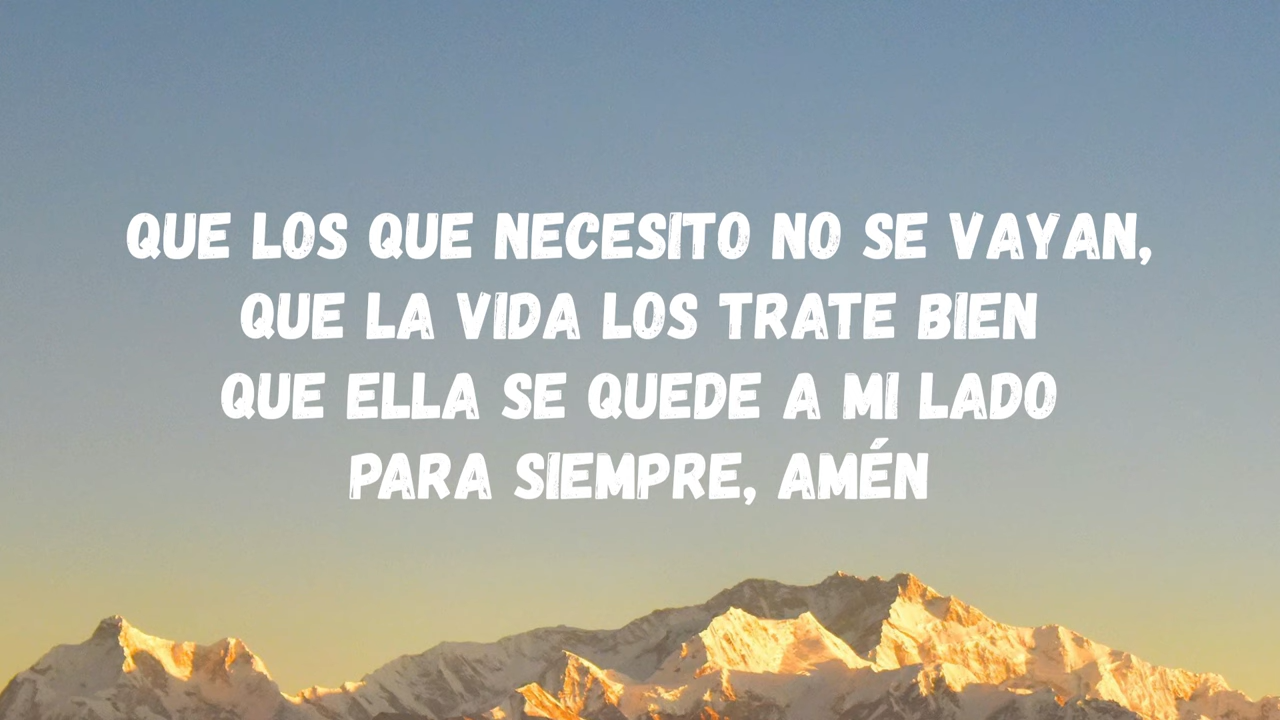 QUE LOS QUE NECESITO NO SE VAYAN,
QUE LA VIDA LOS TRATE BIEN
QUE ELLA SE QUEDE A MI LADO
PARA SIEMPRE, AMÉN